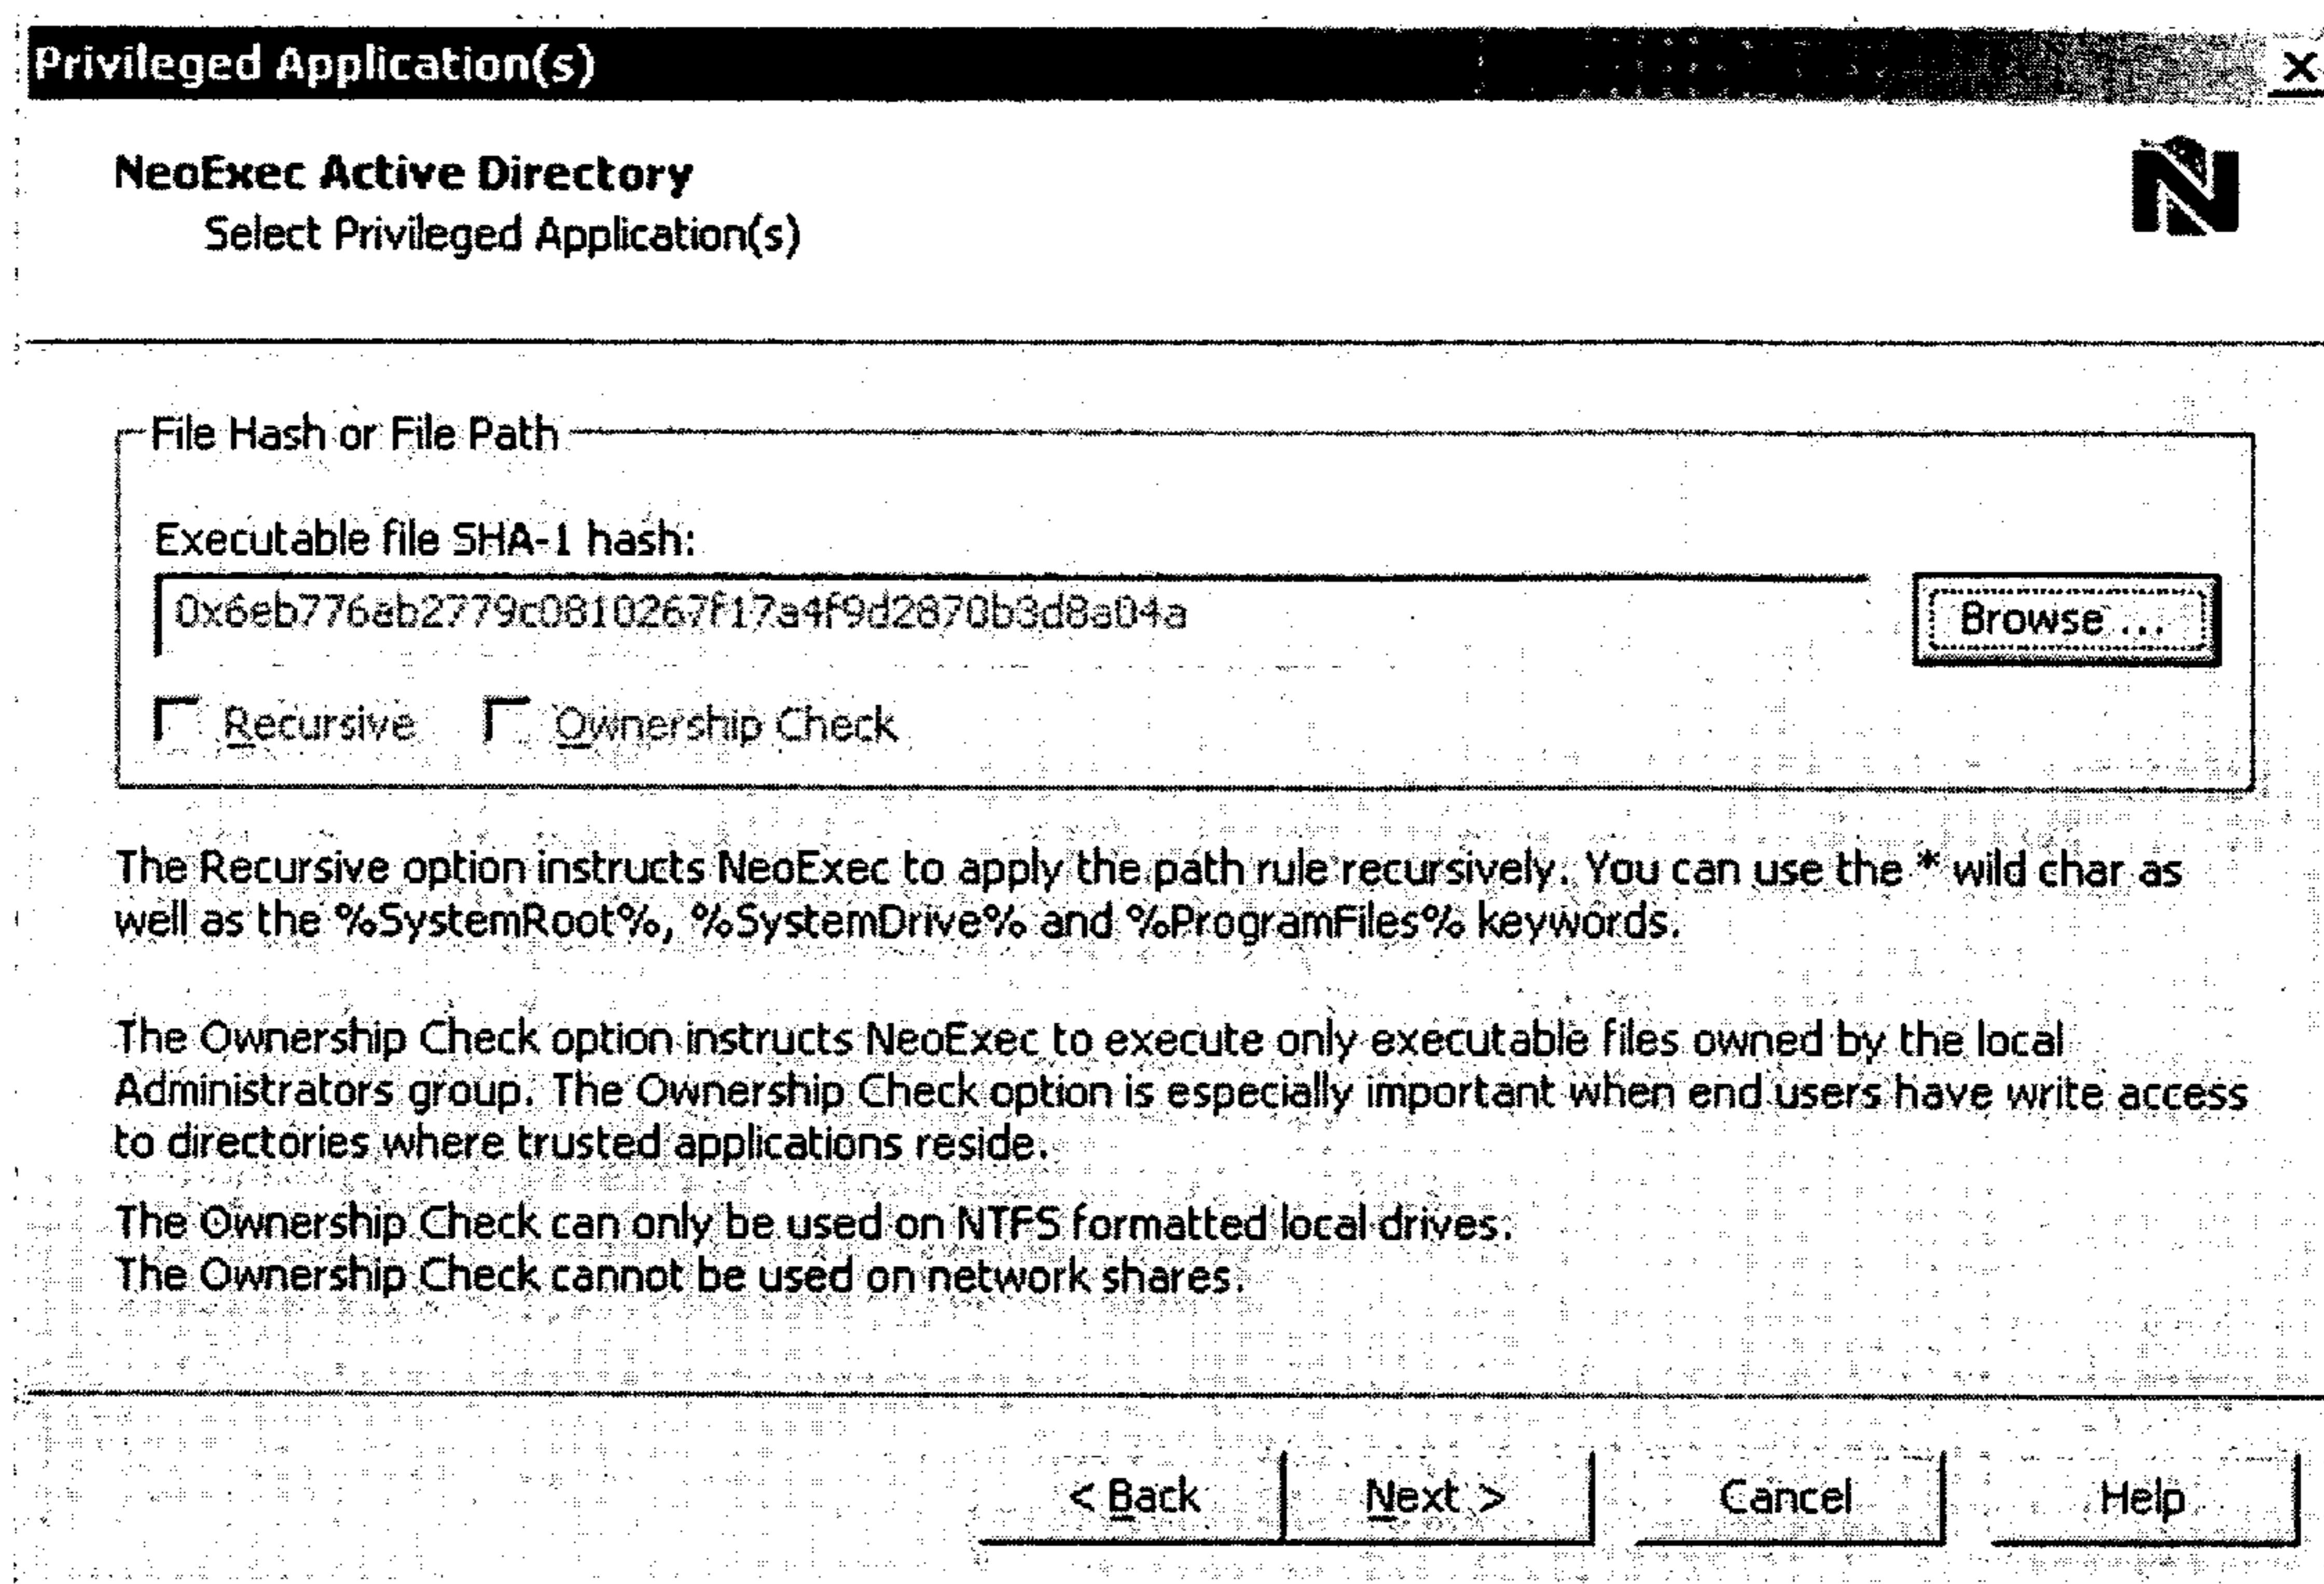 Privileged Application(s)
NeoExec Active Directory
Select Privileged Application(s)
File Hash or File Path
Executable file SHA-1 hash:
0x6eb776ab2779c0810267f17a4f9d2870b3d8a04a
Browse ...
Recursive Ownership Check
The Recursive option instructs NeoExec to apply the path rule recursively. You can use the * wild char as
well as the %SystemRoot%, %SystemDrive% and %ProgramFiles% keywords.
The Ownership Check option instructs NeoExec to execute only executable files owned by the local
Administrators group. The Ownership Check option is especially important when end users have write access
to directories where trusted applications reside.
The Ownership Check can only be used on NTFS formatted local drives.
The Ownership Check cannot be used on network shares.
< Back Next > Cancel Help